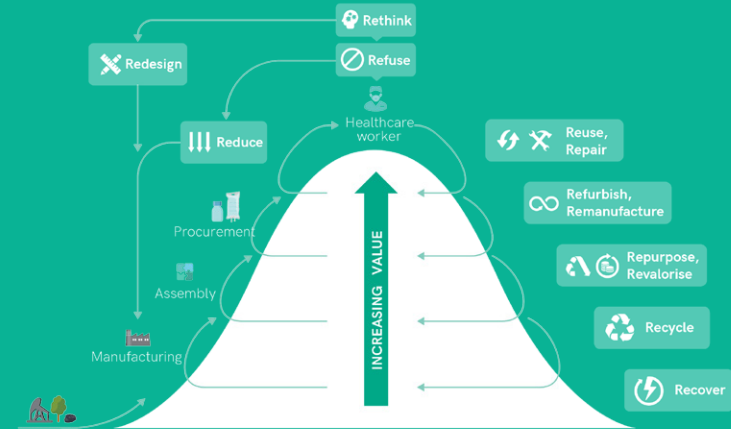 Rethink
Refuse
Redesign
Healthcare
worker
Reduce
Reuse,
Repair
Refurbish,
Remanufacture
Procurement
Repurpose,
Revalorise
Assembly
INCREASING VALUE
Recycle
Manufacturing
Recover